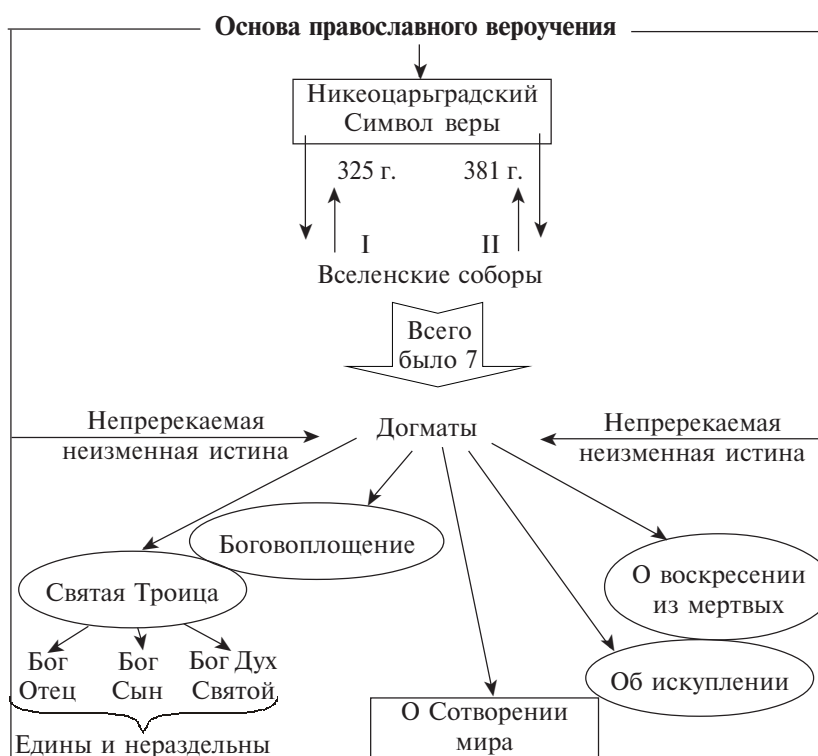 Основа православного вероучения
Никеоцарьградский
Символ веры
325 г. 381 г.
I II
Вселенские соборы
Всего
было 7
Непререкаемая
неизменная истина
Догматы
Непререкаемая
неизменная истина
Боговоплощение
Святая Троица
О воскресении
из мертвых
Бог
Отец
Бог
Сын
Бог Дух
Святой
Об искуплении
Едины и нераздельны
О Сотворении
мира